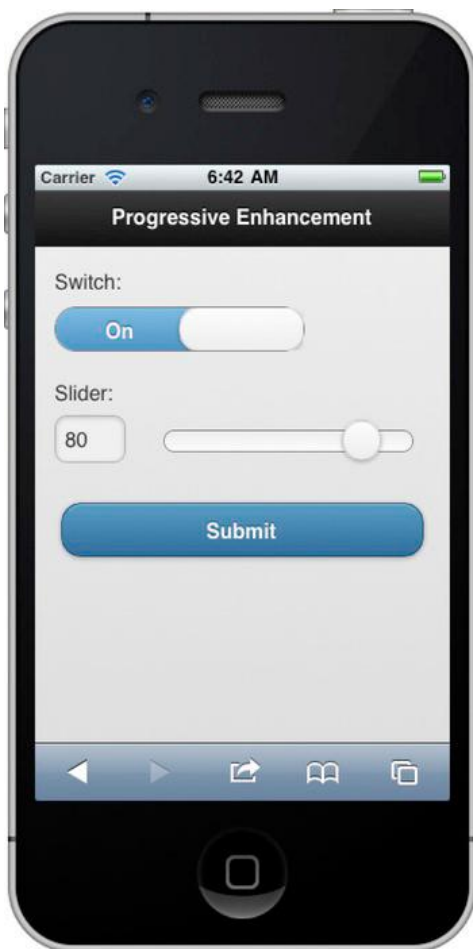 Carrier 6:42 AM
Progressive Enhancement
Switch:
On
Slider:
80
Submit